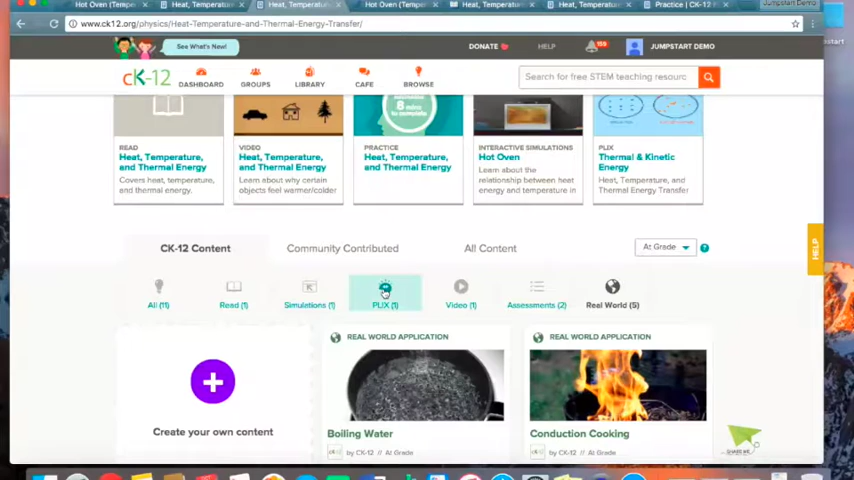 Hot Oven (Tempe
Heat, Temperatur
Heat, Temperatu
Hot Oven (Temper
Heat, Temperatu
Heat, Temperatu
Practice | CK-12 F
Jumpstart Demo
www.ck12.org/physics/Heat-Temperature-and-Thermal-Energy-Transfer/
See What's New!
DONATE
HELP
159
JUMPSTART DEMO
cK-12
DASHBOARD
GROUPS
LIBRARY
CAFE
BROWSE
Search for free STEM teaching resourc
8 mins
to complete
READ
Heat, Temperature,
and Thermal Energy
Covers heat, temperature,
and thermal energy.
VIDEO
Heat, Temperature,
and Thermal Energy
Learn about why certain
objects feel warmer/colder
PRACTICE
Heat, Temperature,
and Thermal Energy
INTERACTIVE SIMULATIONS
Hot Oven
Learn about the
relationship between heat
energy and temperature in
PLIX
Thermal & Kinetic
Energy
Heat, Temperature, and
Thermal Energy Transfer
CK-12 Content
Community Contributed
All Content
At Grade
?
HELP
All (11)
Read (1)
Simulations (1)
PLIX (1)
Video (1)
Assessments (2)
Real World (5)
Create your own content
REAL WORLD APPLICATION
Boiling Water
by CK-12 // At Grade
REAL WORLD APPLICATION
Conduction Cooking
by CK-12 // At Grade